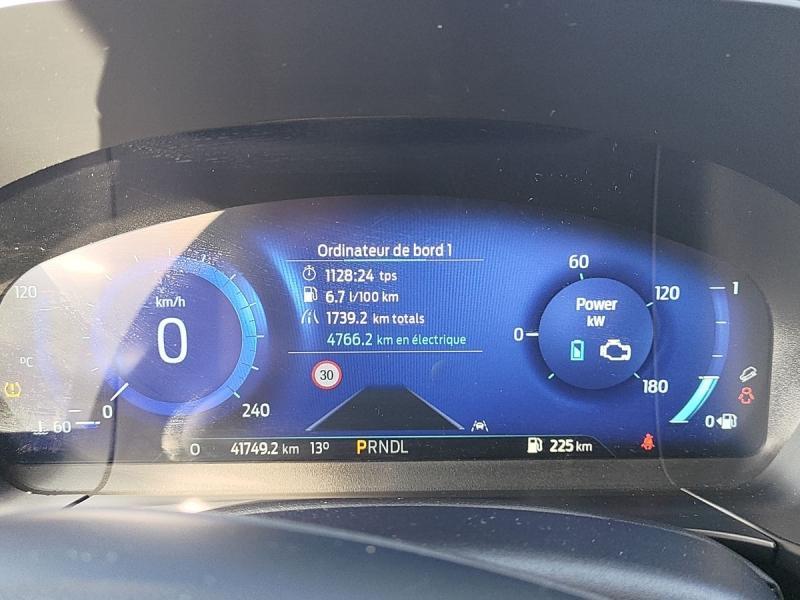 Ordinateur de bord 1
1128:24 tps
6.7 l/100 km
1739.2 km totals
4766.2 km en électrique
km/h
0
0
240
120
°C
60
30
Power
kW
0
60
120
180
1
0
O 41749.2 km 13° PRNDL 225 km